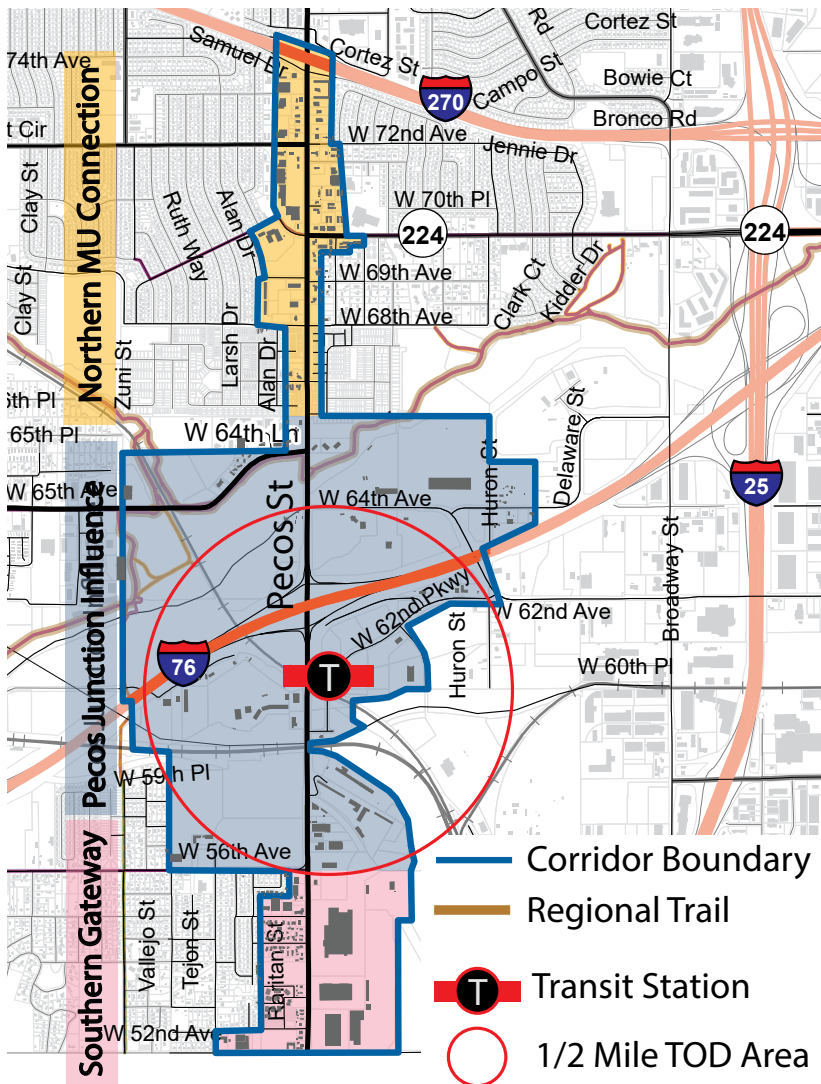 Cortez St
Rd
Samuel Dr
Cortez St
74th Ave
Campo St
Bowie Ct
270
Bronco Rd
t Cir
W 72nd Ave
Jennie Dr
Clay St
Ruth Way
Alan Dr
W 70th Pl
224
224
W 69th Ave
Clark Ct
Kidder Dr
Clay St
Larsh Dr
W 68th Ave
Zuni St
Alan Dr
6th Pl
65th Pl
W 64th Ln
Delaware St
W 65th Ave
Pecos St
W 64th Ave
Huron St
25
Broadway St
W 62nd Pkwy
W 62nd Ave
76
T
Huron St
W 60th Pl
W 59th Pl
W 56th Ave
Vallejo St
Tejon St
Raritan St
W 52nd Ave
Northern MU Connection
Pecos Junction Influence
Southern Gateway
Corridor Boundary
Regional Trail
T
Transit Station
1/2 Mile TOD Area